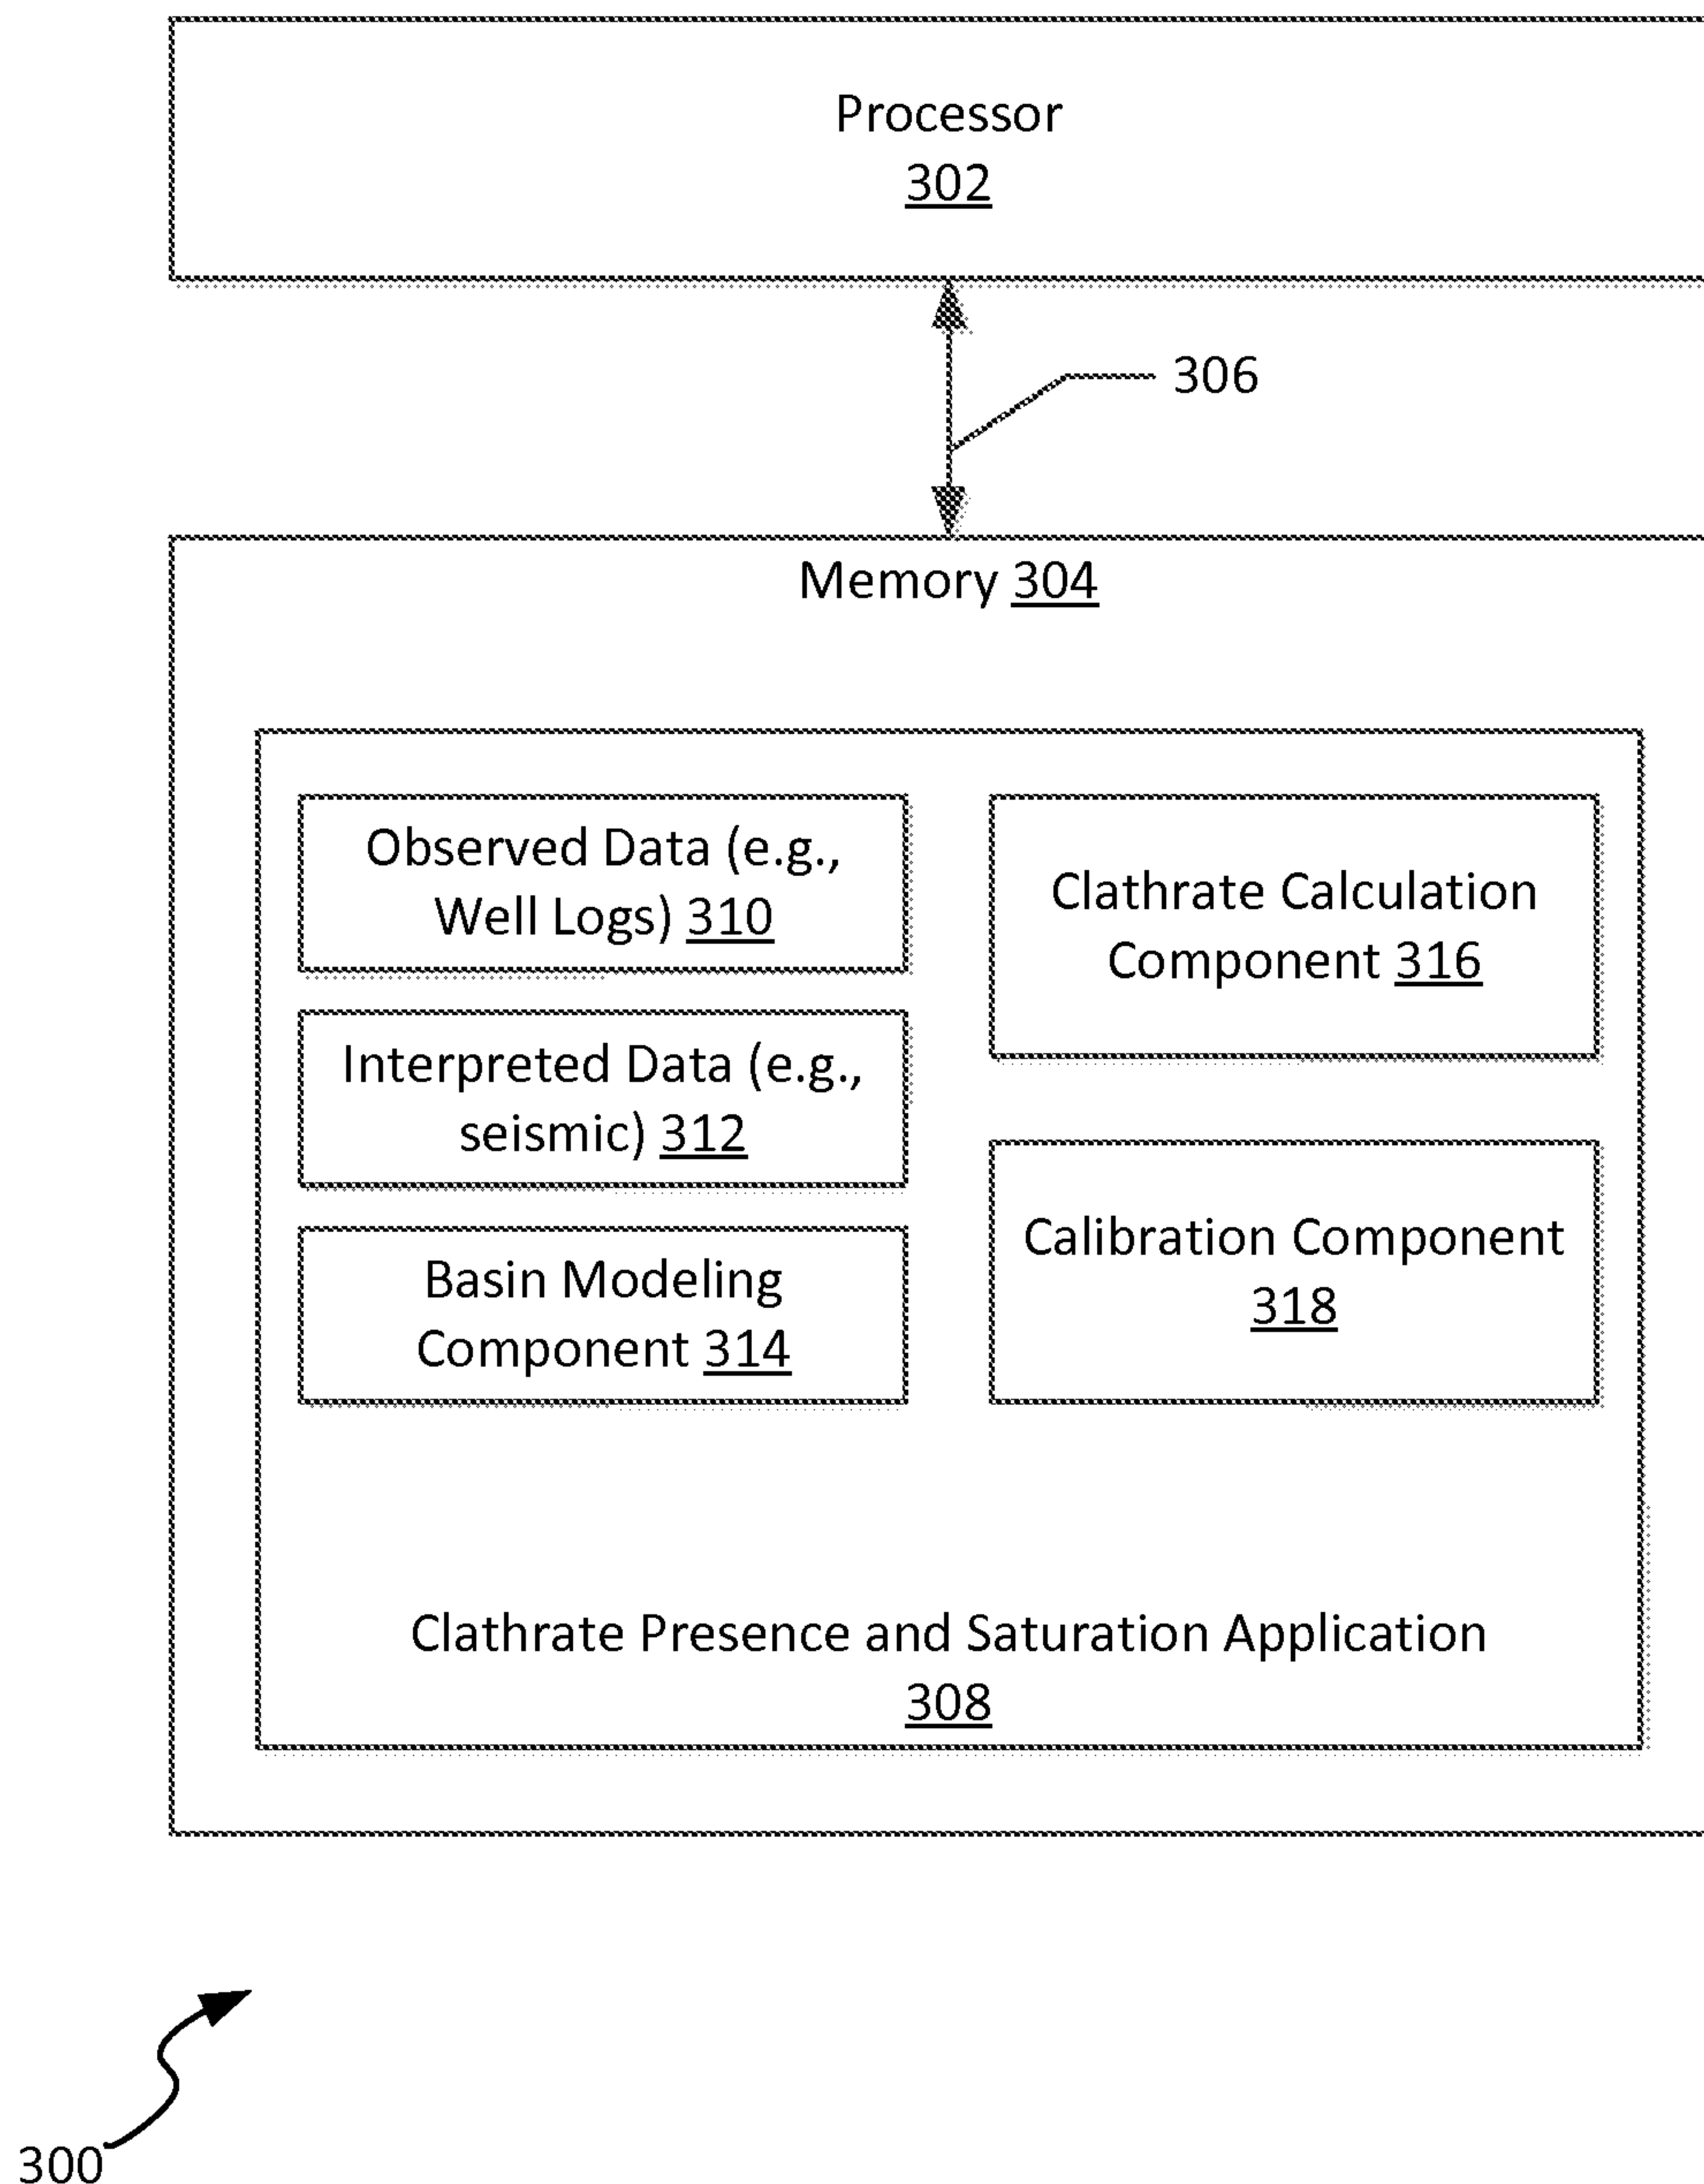 Processor
302
306
Memory 304
Observed Data (e.g.,
Well Logs) 310
Interpreted Data (e.g.,
seismic) 312
Basin Modeling
Component 314
Clathrate Calculation
Component 316
Calibration Component
318
Clathrate Presence and Saturation Application
308
300